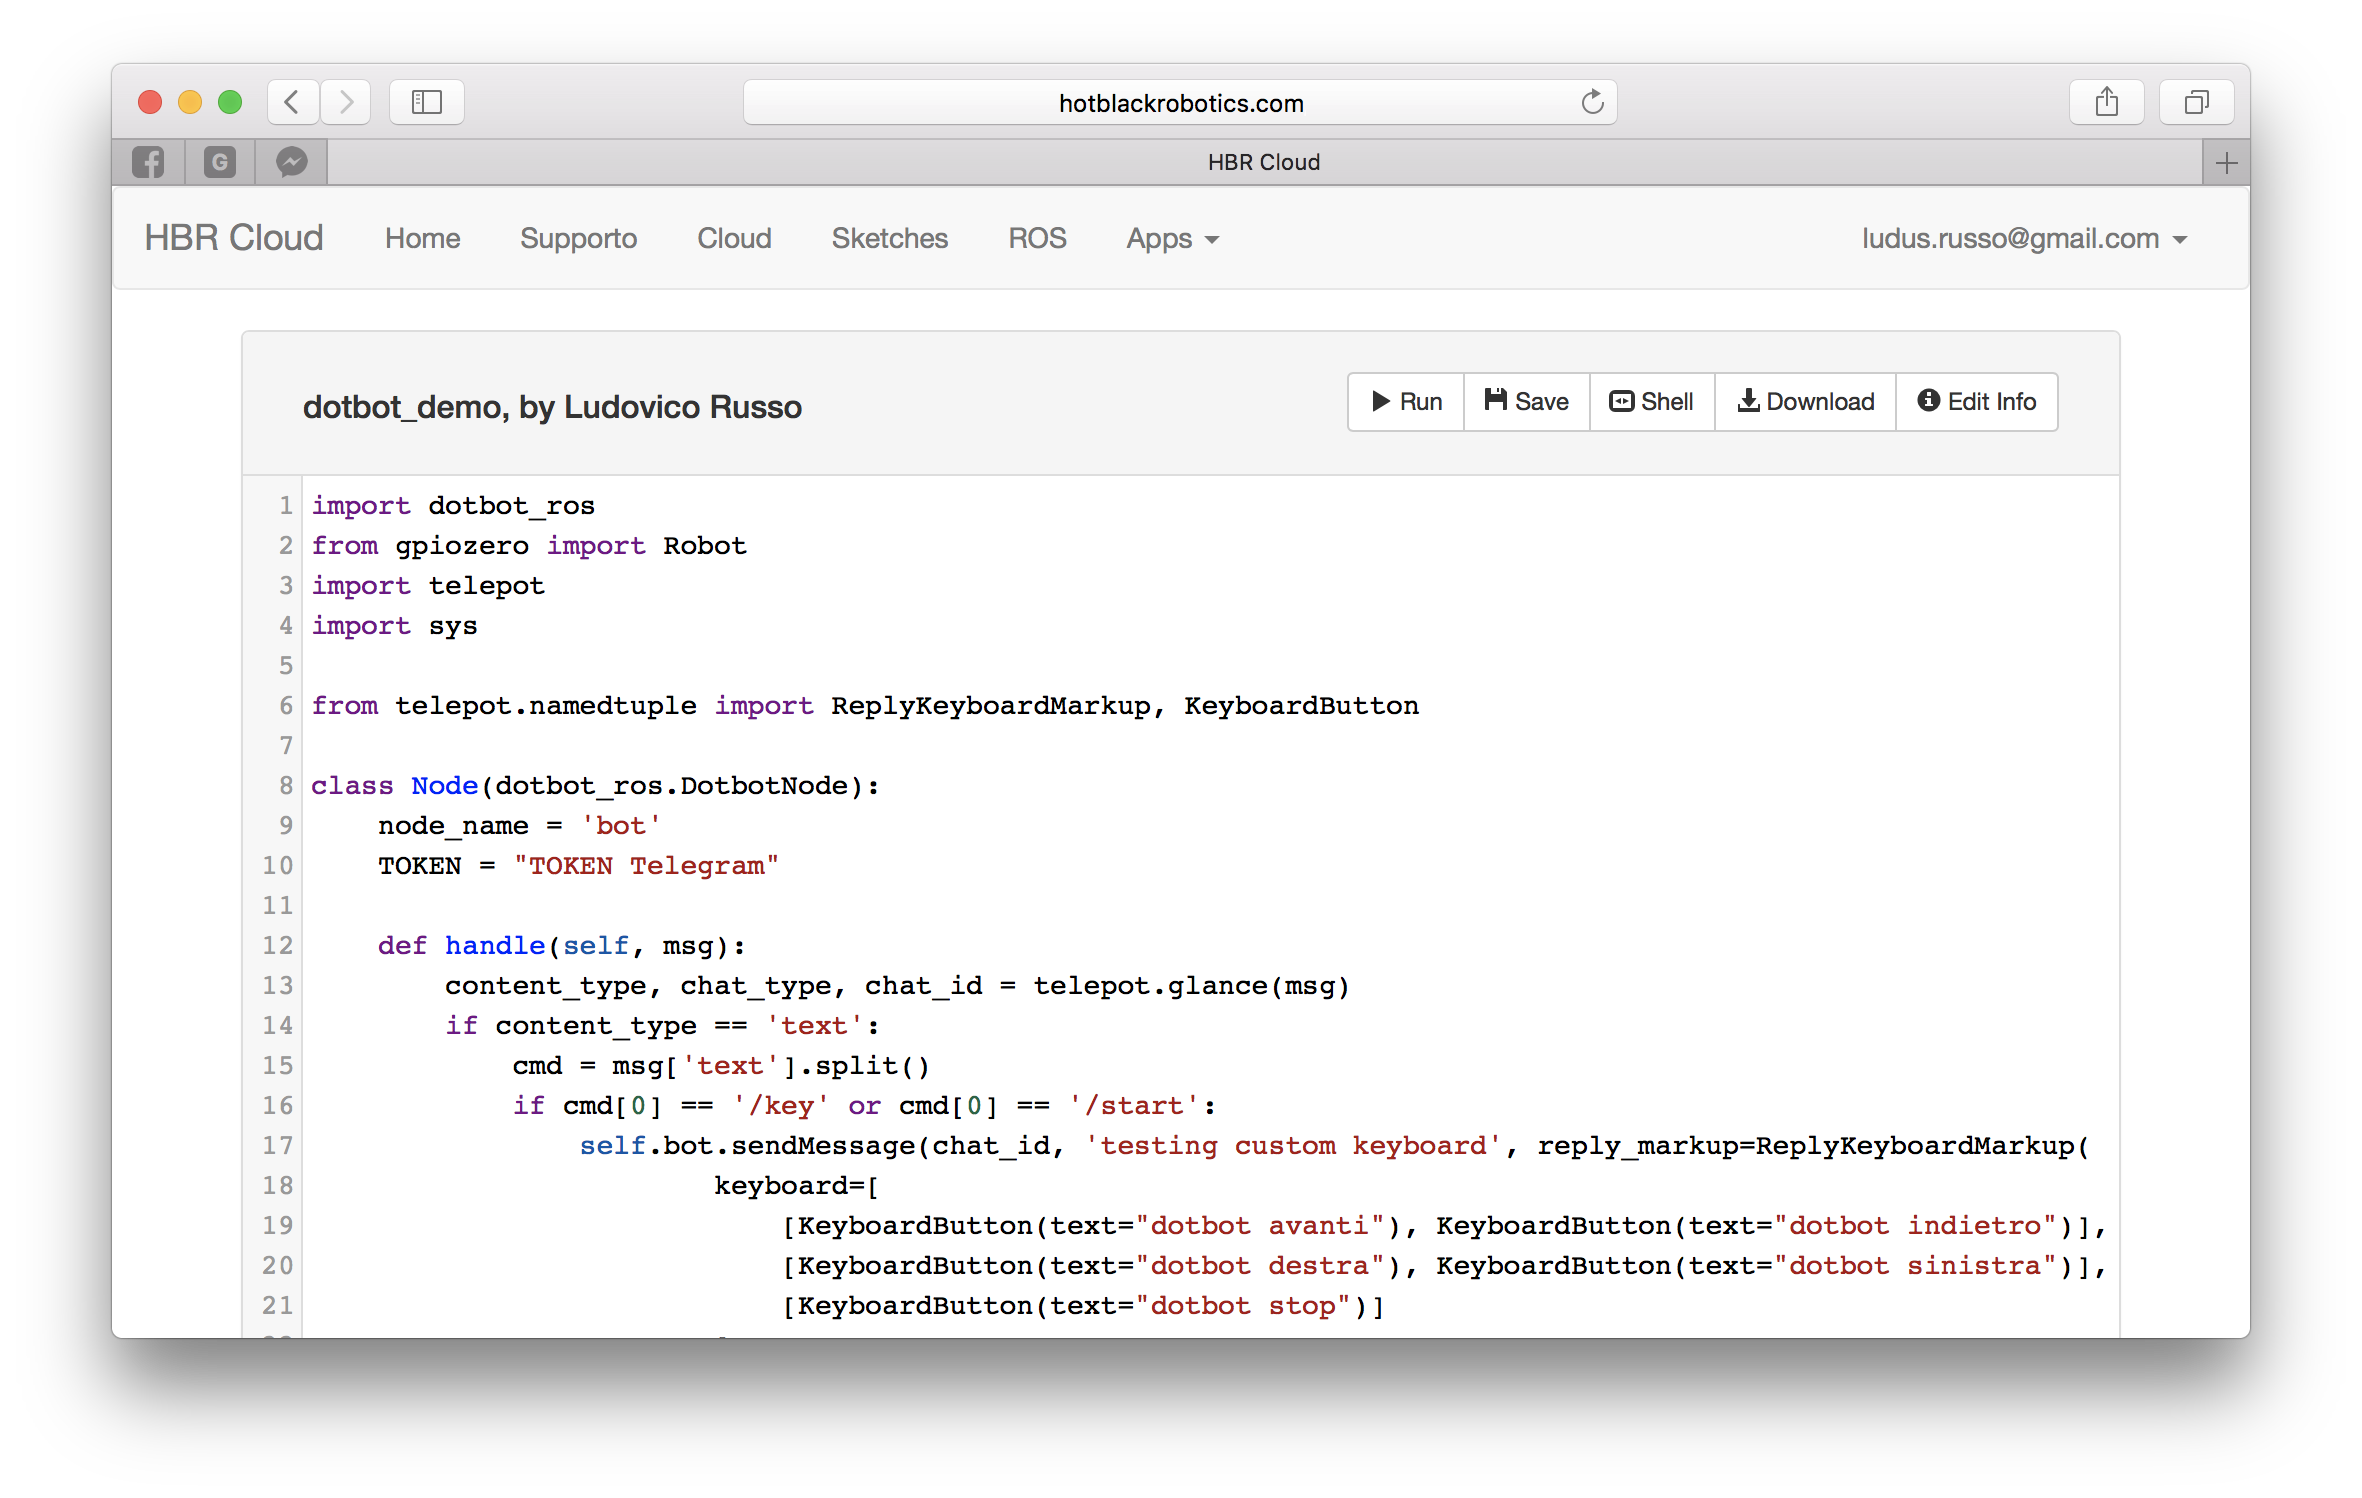 hotblackrobotics.com
HBR Cloud
HBR Cloud Home Supporto Cloud Sketches ROS Apps ludus.russo@gmail.com
dotbot_demo, by Ludovico Russo Run Save Shell Download Edit Info
1 import dotbot_ros
2 from gpiozero import Robot
3 import telepot
4 import sys
5
6 from telepot.namedtuple import ReplyKeyboardMarkup, KeyboardButton
7
8 class Node(dotbot_ros.DotbotNode):
9     node_name = 'bot'
10     TOKEN = "TOKEN Telegram"
11
12     def handle(self, msg):
13         content_type, chat_type, chat_id = telepot.glance(msg)
14         if content_type == 'text':
15             cmd = msg['text'].split()
16             if cmd[0] == '/key' or cmd[0] == '/start':
17                 self.bot.sendMessage(chat_id, 'testing custom keyboard', reply_markup=ReplyKeyboardMarkup(
18                         keyboard=[
19                             [KeyboardButton(text="dotbot avanti"), KeyboardButton(text="dotbot indietro")],
20                             [KeyboardButton(text="dotbot destra"), KeyboardButton(text="dotbot sinistra")],
21                             [KeyboardButton(text="dotbot stop")]